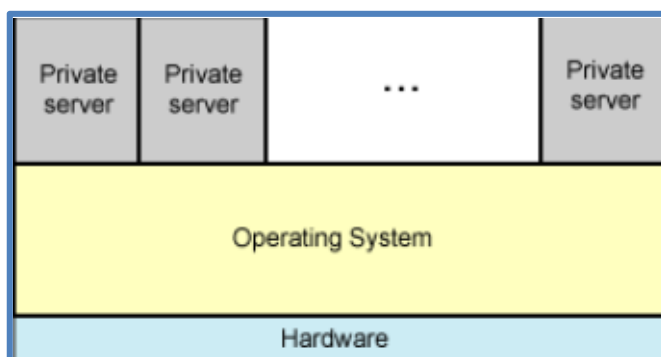 Private
server
Private
server
...
Private
server
Operating System
Hardware